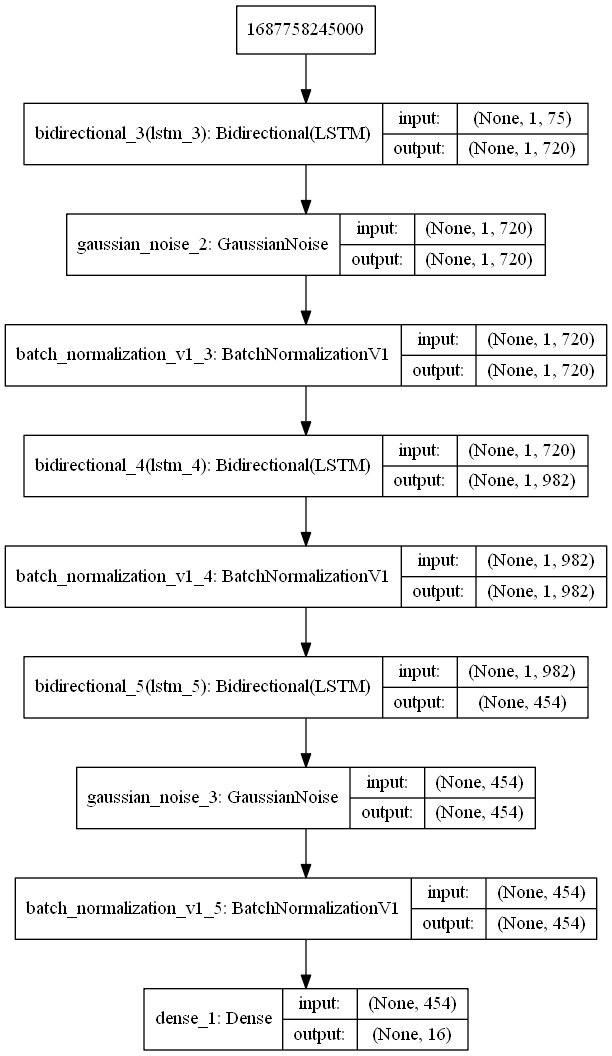 1687758245000
bidirectional_3(lstm_3): Bidirectional(LSTM)
input: (None, 1, 75)
output: (None, 1, 720)
gaussian_noise_2: GaussianNoise
input: (None, 1, 720)
output: (None, 1, 720)
batch_normalization_v1_3: BatchNormalizationV1
input: (None, 1, 720)
output: (None, 1, 720)
bidirectional_4(lstm_4): Bidirectional(LSTM)
input: (None, 1, 720)
output: (None, 1, 982)
batch_normalization_v1_4: BatchNormalizationV1
input: (None, 1, 982)
output: (None, 1, 982)
bidirectional_5(lstm_5): Bidirectional(LSTM)
input: (None, 1, 982)
output: (None, 454)
gaussian_noise_3: GaussianNoise
input: (None, 454)
output: (None, 454)
batch_normalization_v1_5: BatchNormalizationV1
input: (None, 454)
output: (None, 454)
dense_1: Dense
input: (None, 454)
output: (None, 16)